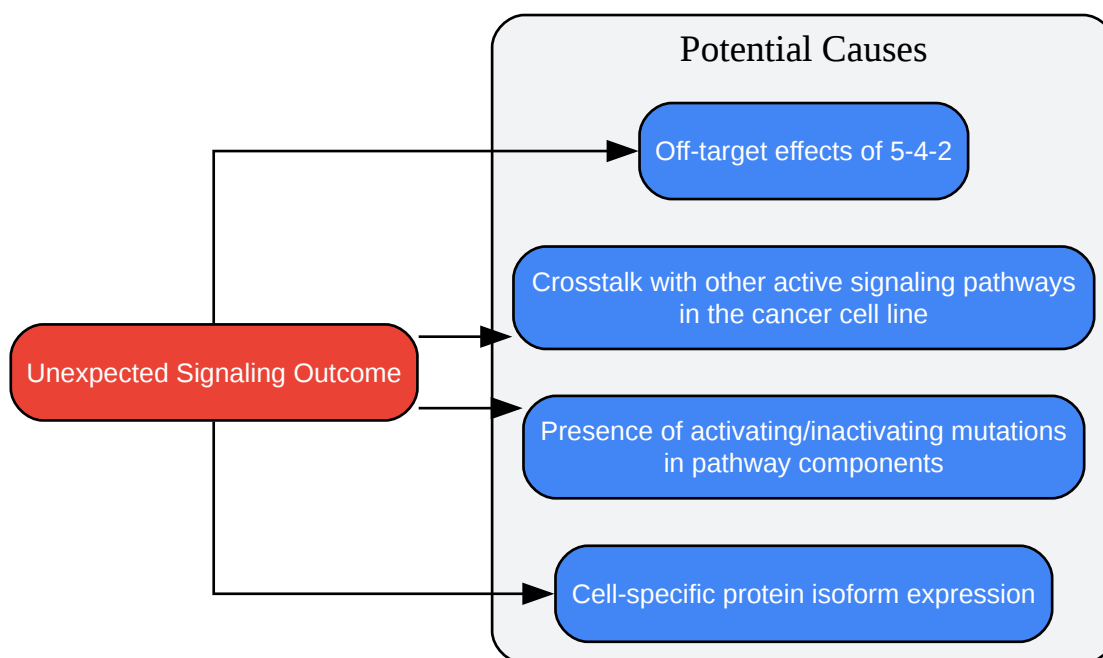 Potential Causes
Off-target effects of 5-4-2
Crosstalk with other active signaling pathways
in the cancer cell line
Unexpected Signaling Outcome
Presence of activating/inactivating mutations
in pathway components
Cell-specific protein isoform expression